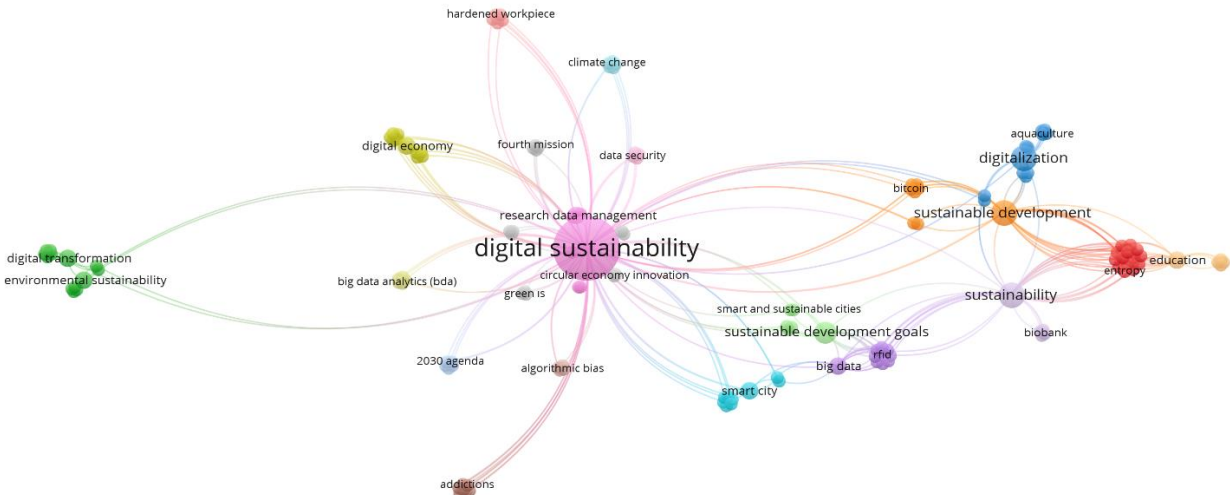 hardened workpiece
climate change
aquaculture
digital economy
fourth mission
data security
digitalization
bitcoin
research data management
sustainable development
digital sustainability
digital transformation
environmental sustainability
big data analytics (bda)
circular economy innovation
entropy
education
green is
sustainability
smart and sustainable cities
sustainable development goals
biobank
2030 agenda
algorithmic bias
big data
rfid
smart city
addictions